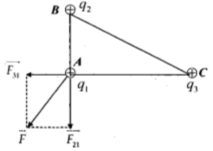 B q₂
A
F₃₁ C
q₁ q₃
F F₂₁